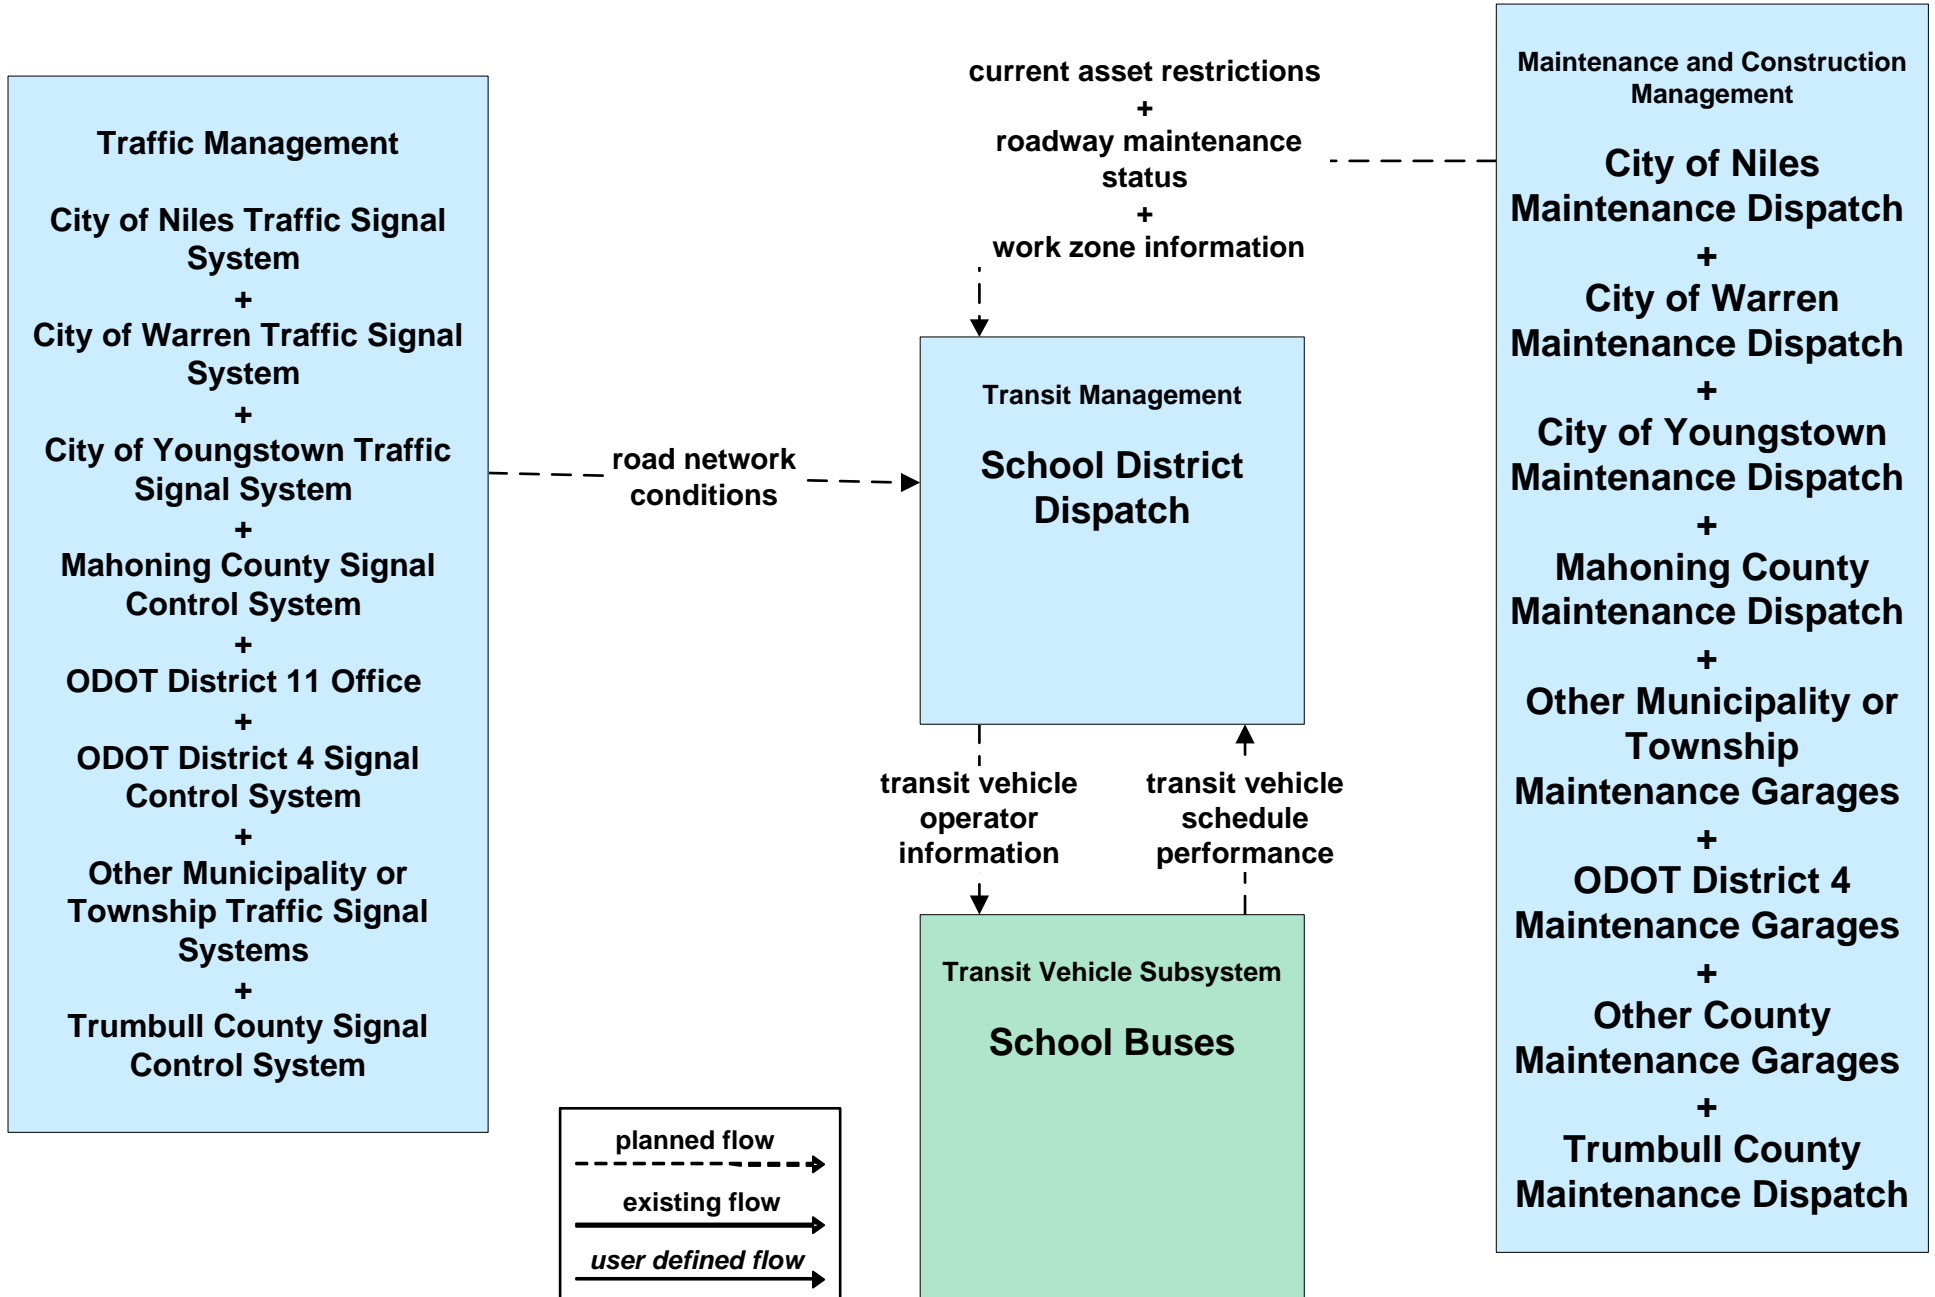 Traffic Management
City of Niles Traffic Signal
System
+
City of Warren Traffic Signal
System
+
City of Youngstown Traffic
Signal System
+
Mahoning County Signal
Control System
+
ODOT District 11 Office
+
ODOT District 4 Signal
Control System
+
Other Municipality or
Township Traffic Signal
Systems
+
Trumbull County Signal
Control System
road network
conditions
current asset restrictions
+
roadway maintenance
status
+
work zone information
Transit Management
School District
Dispatch
transit vehicle
operator
information
transit vehicle
schedule
performance
Transit Vehicle Subsystem
School Buses
planned flow
existing flow
user defined flow
Maintenance and Construction
Management
City of Niles
Maintenance Dispatch
+
City of Warren
Maintenance Dispatch
+
City of Youngstown
Maintenance Dispatch
+
Mahoning County
Maintenance Dispatch
+
Other Municipality or
Township
Maintenance Garages
+
ODOT District 4
Maintenance Garages
+
Other County
Maintenance Garages
+
Trumbull County
Maintenance Dispatch